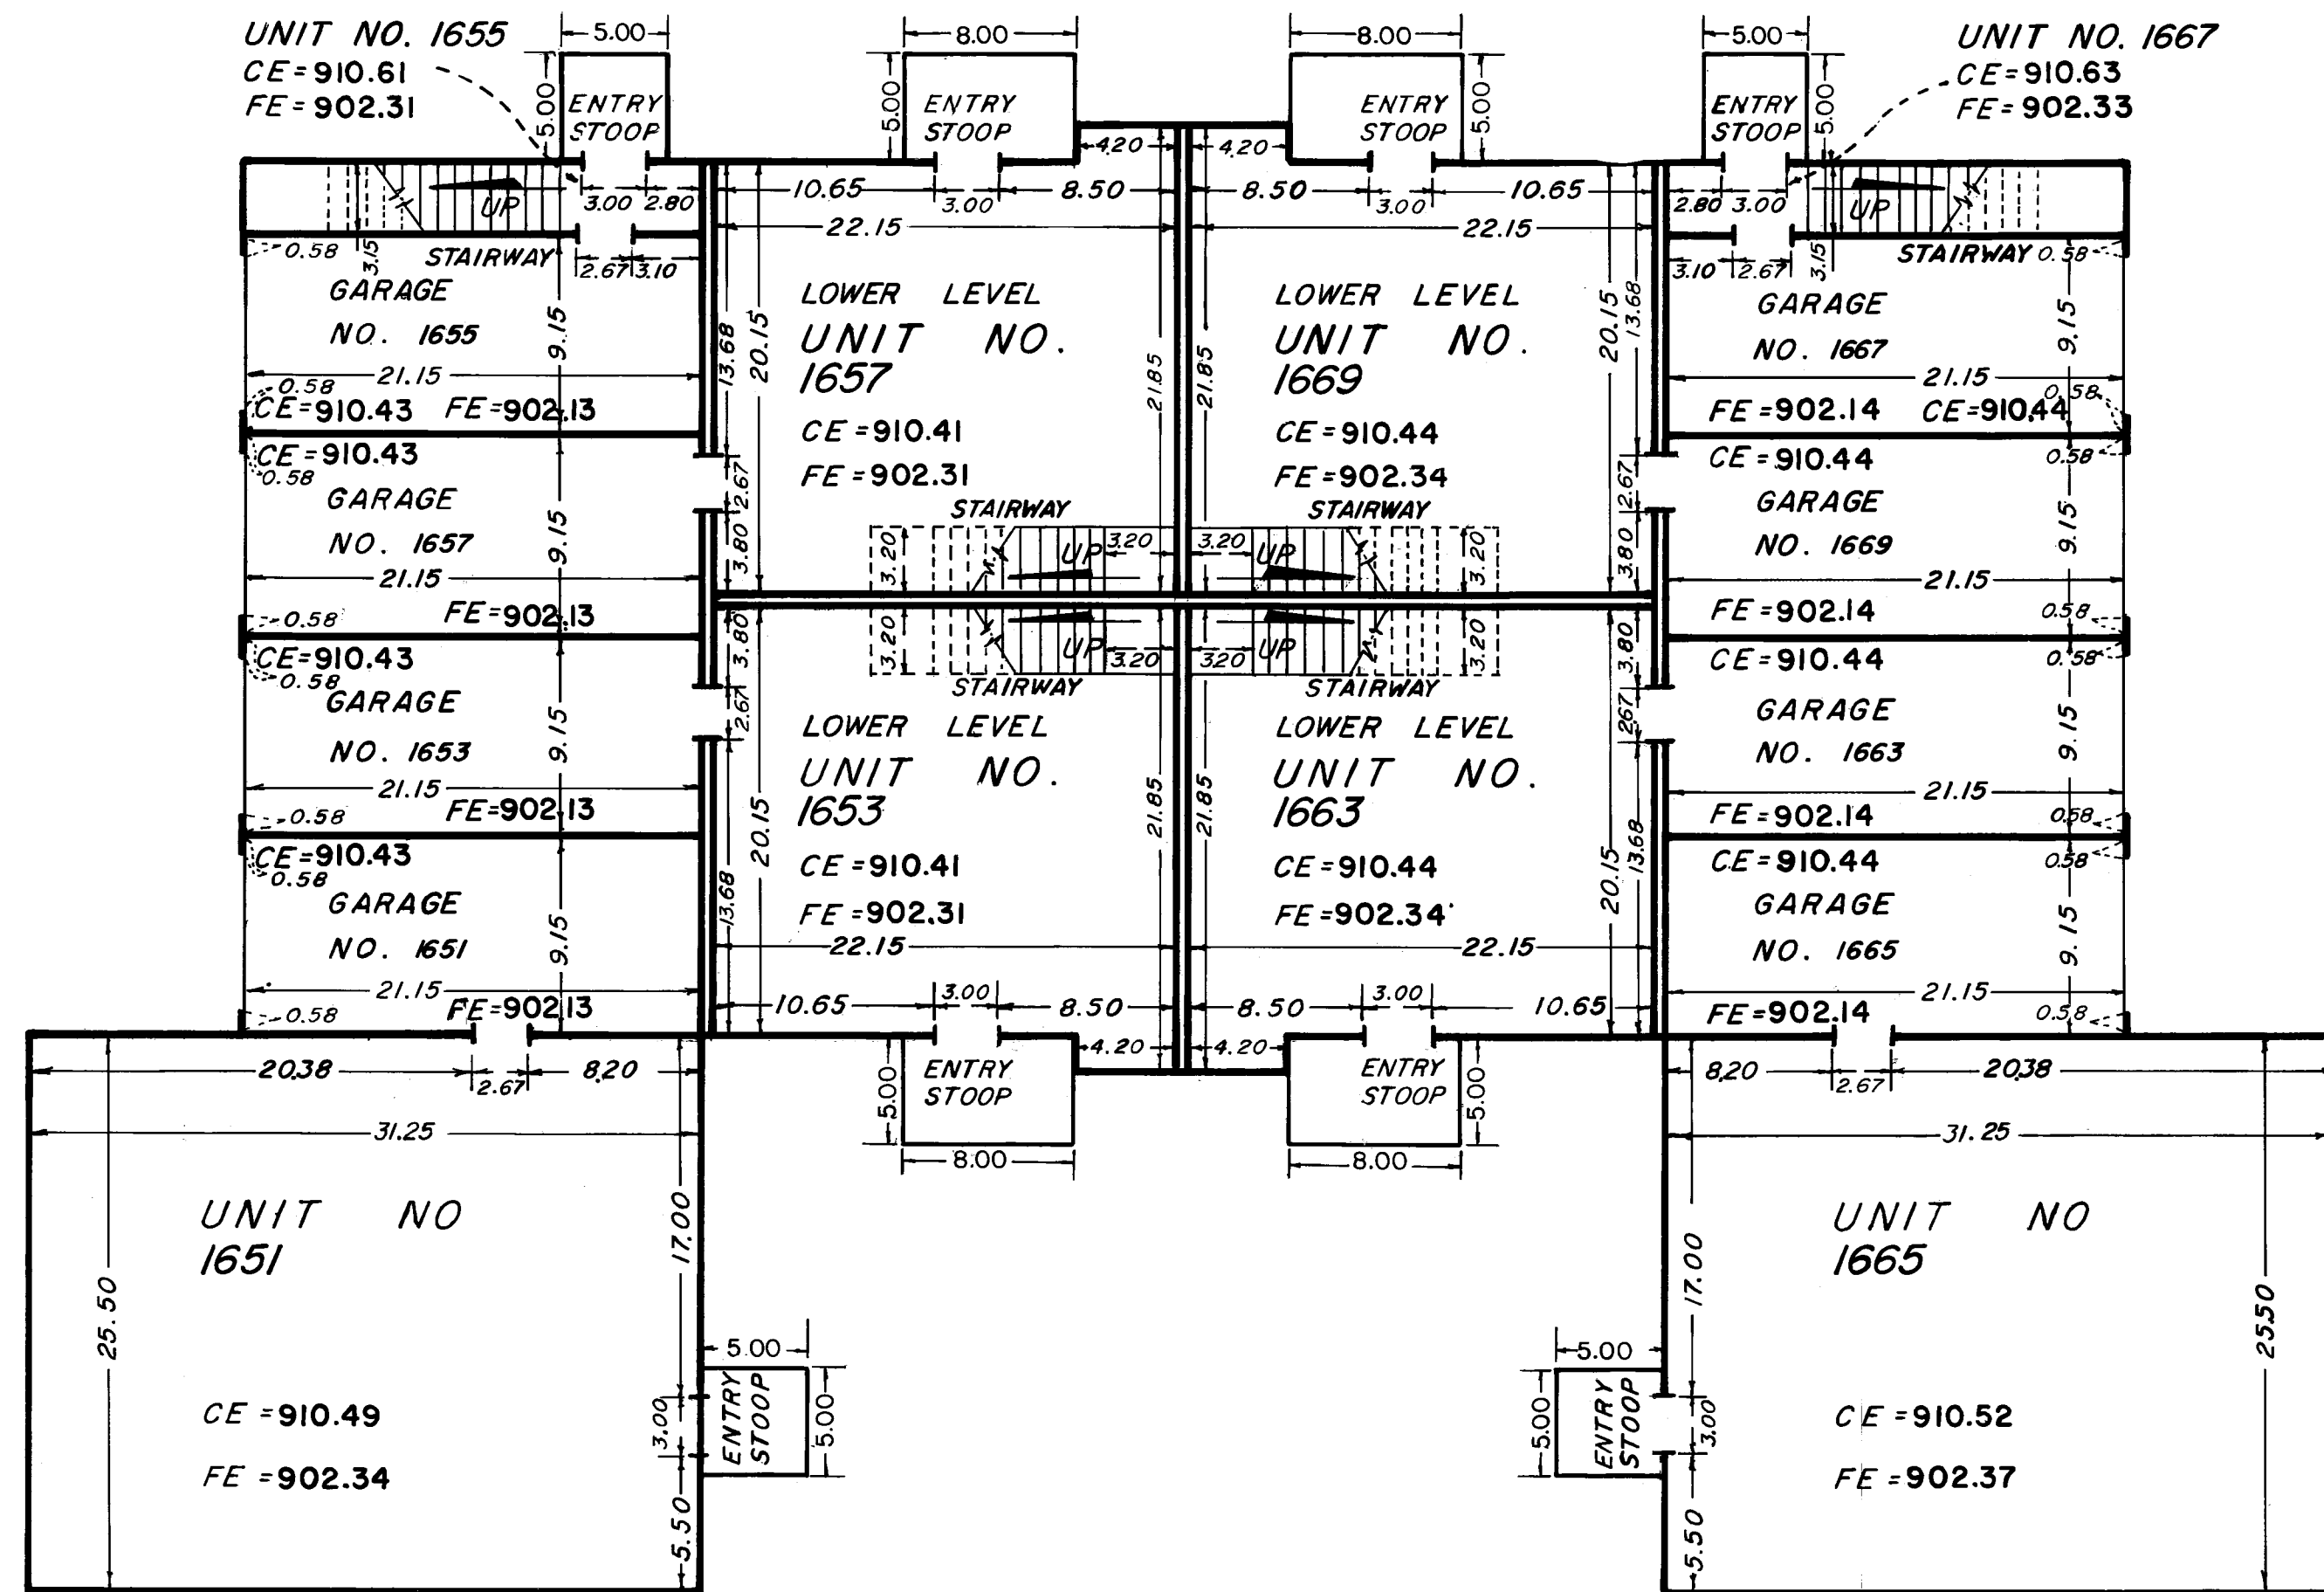 UNIT NO. 1655
CE=910.61
FE=902.31
5.00
5.00
ENTRY
STOOP
8.00
5.00
ENTRY
STOOP
8.00
5.00
ENTRY
STOOP
5.00
5.00
ENTRY
STOOP
UNIT NO. 1667
CE=910.63
FE=902.33
UP
3.00 2.80
3.15
0.58
STAIRWAY
2.67 3.10
GARAGE
NO. 1655
9.15
21.15
0.58
CE=910.43 FE=902.13
CE=910.43
0.58
GARAGE
NO. 1657
9.15
21.15
0.58
FE=902.13
CE=910.43
0.58
GARAGE
NO. 1653
9.15
21.15
0.58
FE=902.13
CE=910.43
0.58
GARAGE
NO. 1651
9.15
21.15
0.58
FE=902.13
4.20
10.65
3.00
8.50
22.15
13.68
20.15
21.85
LOWER LEVEL
UNIT NO.
1657
CE=910.41
FE=902.31
2.67
3.80
STAIRWAY
3.20
UP
3.20
4.20
8.50
3.00
10.65
22.15
21.85
20.15
13.68
LOWER LEVEL
UNIT NO.
1669
CE=910.44
FE=902.34
2.67
3.80
STAIRWAY
3.20
UP
3.20
3.80
2.67
3.20
UP
3.20
STAIRWAY
LOWER LEVEL
UNIT NO.
1653
CE=910.41
FE=902.31
13.68
20.15
21.85
22.15
10.65
3.00
8.50
4.20
5.00
ENTRY
STOOP
8.00
3.20
UP
3.20
3.80
2.67
STAIRWAY
LOWER LEVEL
UNIT NO.
1663
CE=910.44
FE=902.34
21.85
20.15
13.68
22.15
8.50
3.00
10.65
4.20
ENTRY
STOOP
5.00
8.00
2.80 3.00
UP
3.15
STAIRWAY 0.58
3.10 2.67
GARAGE
NO. 1667
9.15
21.15
0.58
FE=902.14 CE=910.44
CE=910.44
0.58
GARAGE
NO. 1669
9.15
21.15
FE=902.14
0.58
CE=910.44
0.58
GARAGE
NO. 1663
9.15
21.15
FE=902.14
0.58
CE=910.44
0.58
GARAGE
NO. 1665
9.15
21.15
FE=902.14
0.58
20.38
2.67
8.20
31.25
17.00
UNIT NO
1651
25.50
CE=910.49
FE=902.34
3.00
5.50
5.00
ENTRY
STOOP
5.00
8.20
2.67
20.38
31.25
17.00
UNIT NO
1665
25.50
CE=910.52
FE=902.37
5.00
5.00
ENTRY
STOOP
3.00
5.50